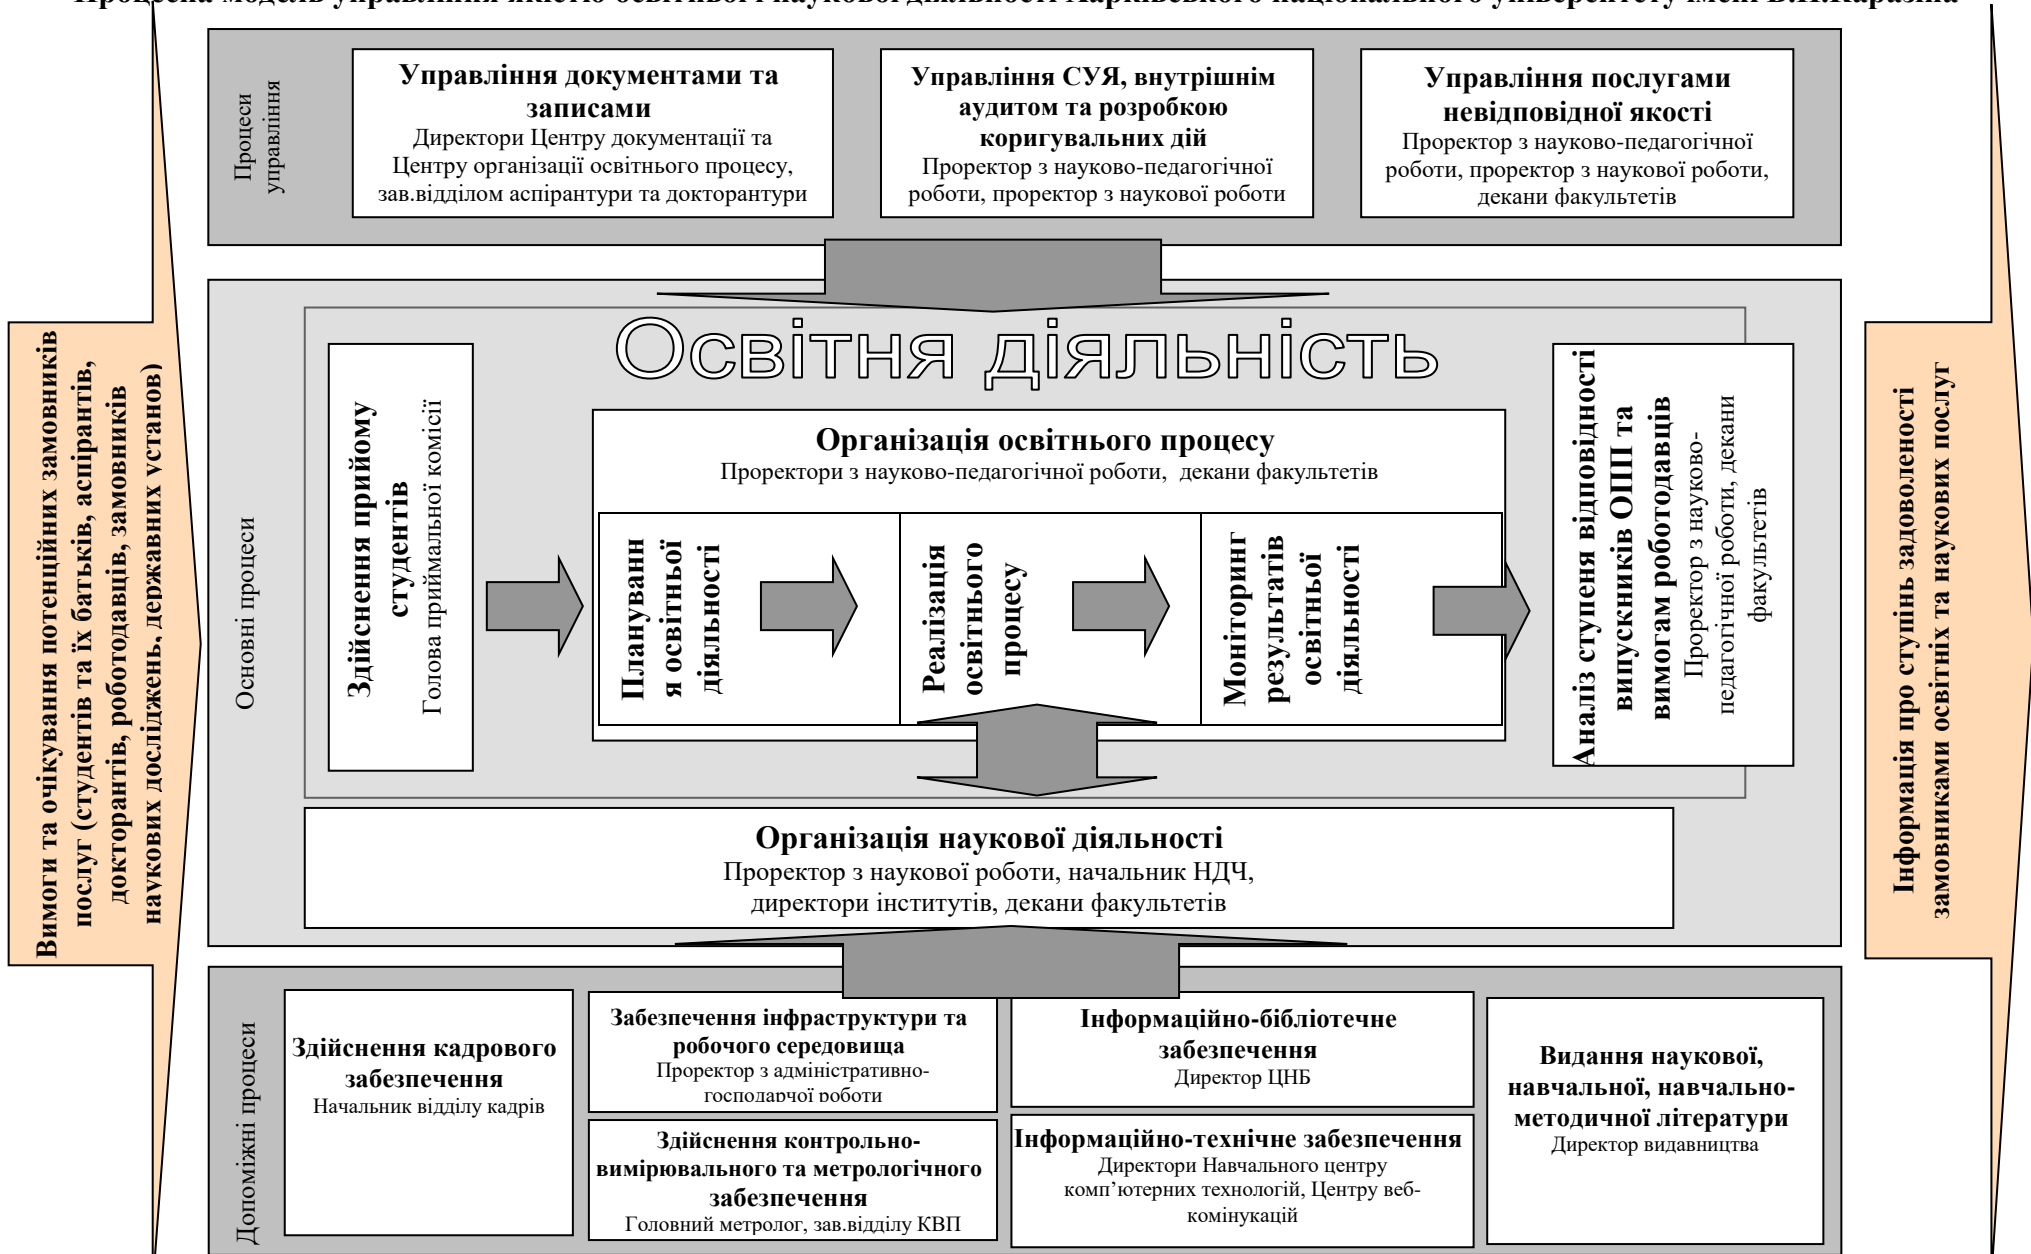 Процесна модель управління якістю освітньої і наукової діяльності Харківського національного університету імені В.Н.Каразіна
Процеси
управління
Управління документами та
записами
Директори Центру документації та
Центру організації освітнього процесу,
зав.відділом аспірантури та докторантури
Управління СУЯ, внутрішнім
аудитом та розробкою
коригувальних дій
Проректор з науково-педагогічної
роботи, проректор з наукової роботи
Управління послугами
невідповідної якості
Проректор з науково-педагогічної
роботи, проректор з наукової роботи,
декани факультетів
Вимоги та очікування потенційних замовників
послуг (студентів та їх батьків, аспірантів,
докторантів, роботодавців, замовників
наукових досліджень, державних установ)
Основні процеси
Освітня діяльність
Здійснення прийому
студентів
Голова приймальної комісії
Організація освітнього процесу
Проректори з науково-педагогічної роботи, декани факультетів
Плануванн
я освітньої
діяльності
Реалізація
освітнього
процесу
Моніторинг
результатів
освітньої
діяльності
Аналіз ступеня відповідності
випускників ОПП та
вимогам роботодавців
Проректор з науково-
педагогічної роботи, декани
факультетів
Організація наукової діяльності
Проректор з наукової роботи, начальник НДЧ,
директори інститутів, декани факультетів
Інформація про ступінь задоволеності
замовниками освітніх та наукових послуг
Допоміжні процеси
Здійснення кадрового
забезпечення
Начальник відділу кадрів
Забезпечення інфраструктури та
робочого середовища
Проректор з адміністративно-
господарчої роботи
Здійснення контрольно-
вимірювального та метрологічного
забезпечення
Головний метролог, зав.відділу КВП
Інформаційно-бібліотечне
забезпечення
Директор ЦНБ
Інформаційно-технічне забезпечення
Директори Навчального центру
комп’ютерних технологій, Центру веб-
комінукацій
Видання наукової,
навчальної, навчально-
методичної літератури
Директор видавництва